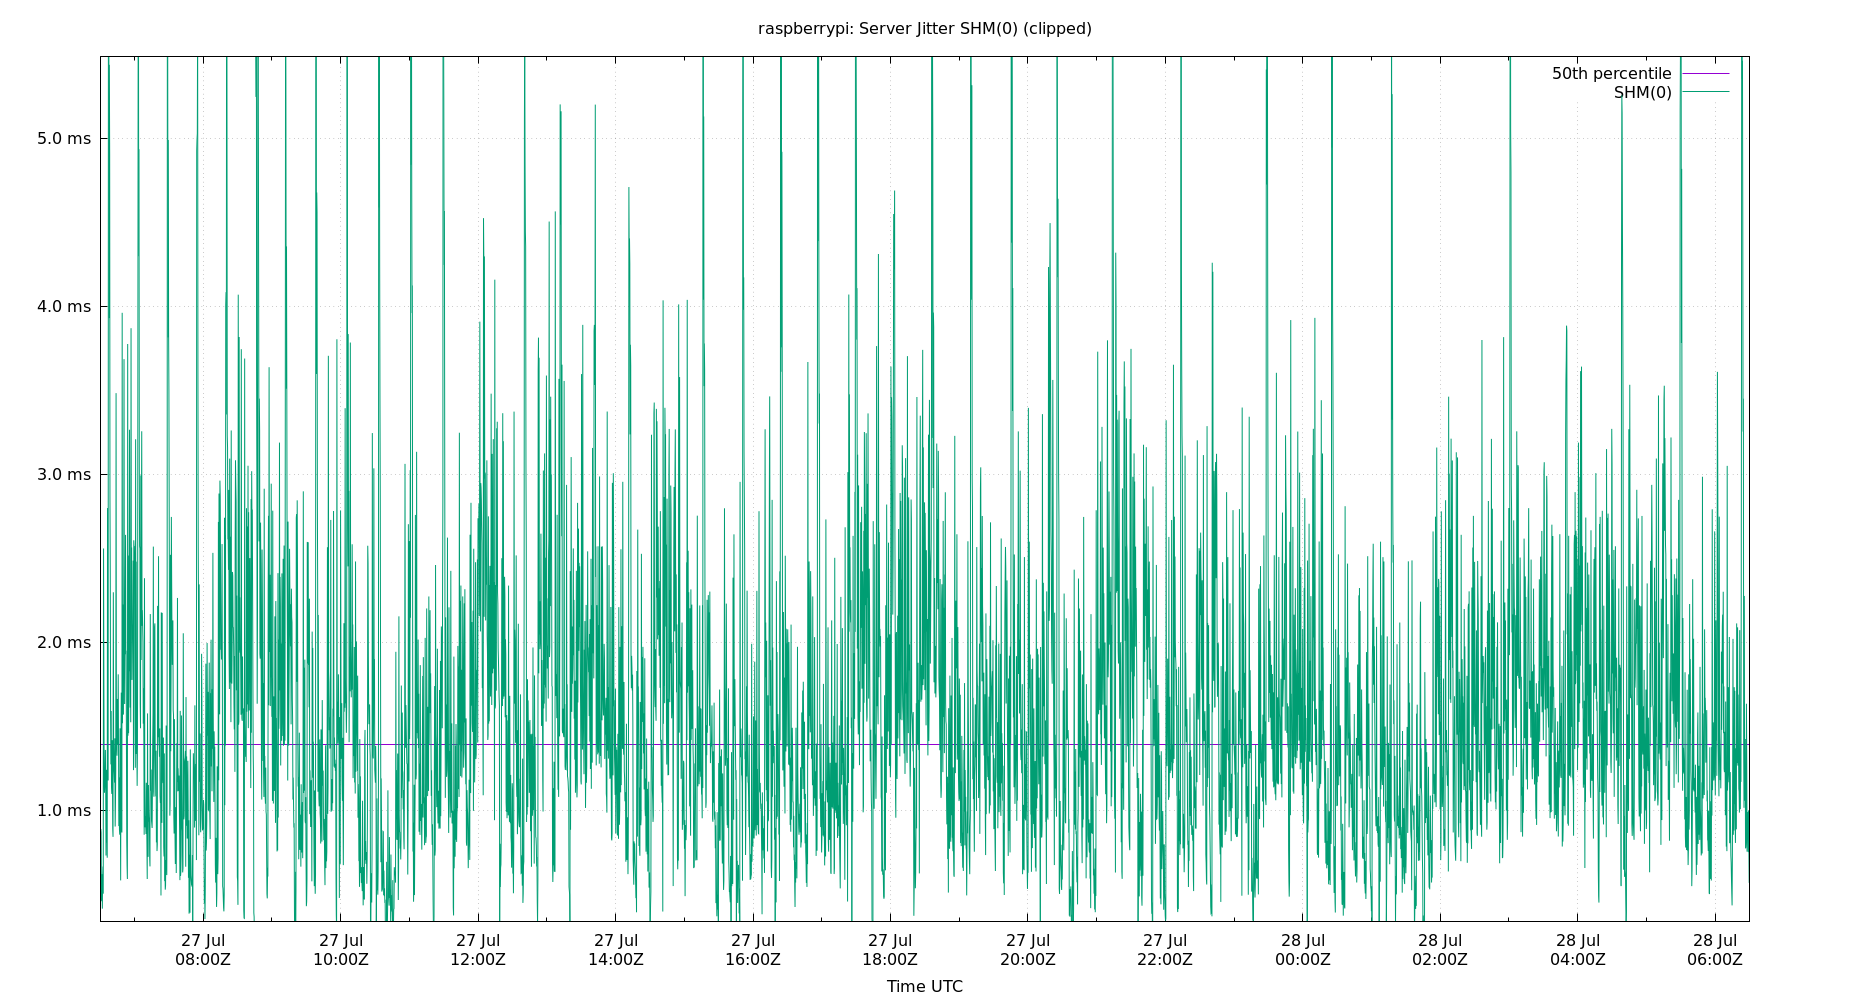 raspberrypi: Server Jitter SHM(0) (clipped)
50th percentile
SHM(0)
5.0 ms
4.0 ms
3.0 ms
2.0 ms
1.0 ms
27 Jul 27 Jul 27 Jul 27 Jul 27 Jul 27 Jul 27 Jul 27 Jul 28 Jul 28 Jul 28 Jul 28 Jul
08:00Z 10:00Z 12:00Z 14:00Z 16:00Z 18:00Z 20:00Z 22:00Z 00:00Z 02:00Z 04:00Z 06:00Z
Time UTC